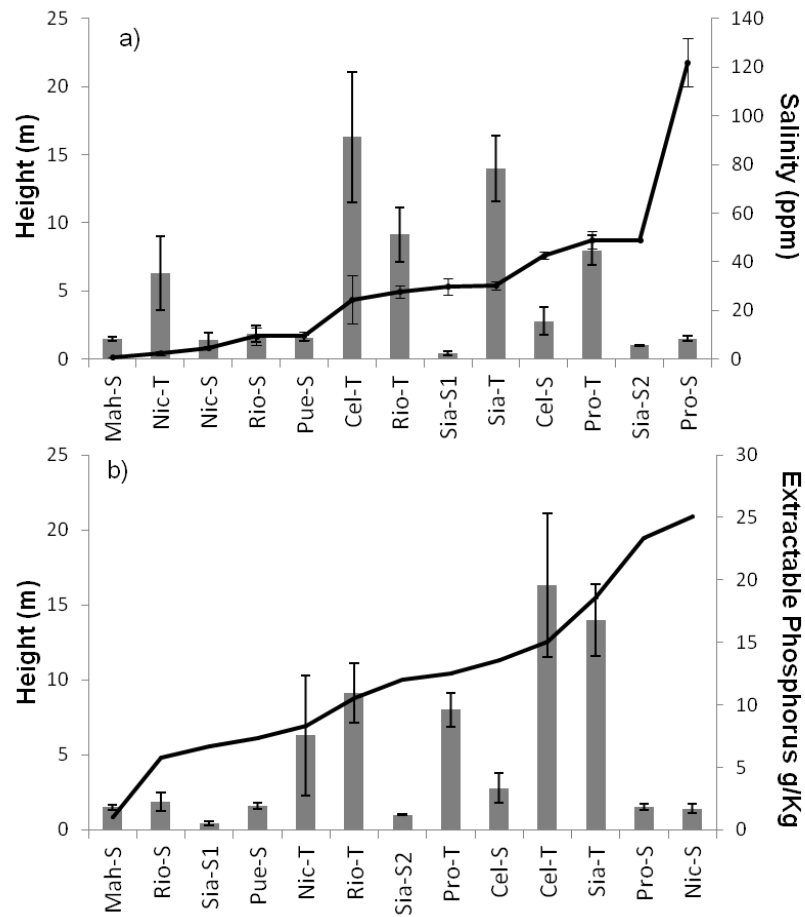 a)
Height (m)
25
20
15
10
5
0
140
120
100
80
60
40
20
0
Salinity (ppm)
Mah-S
Nic-T
Nic-S
Rio-S
Pue-S
Cel-T
Rio-T
Sia-S1
Sia-T
Cel-S
Pro-T
Sia-S2
Pro-S
b)
Height (m)
25
20
15
10
5
0
30
25
20
15
10
5
0
Extractable Phosphorus g/Kg
Mah-S
Rio-S
Sia-S1
Pue-S
Nic-T
Rio-T
Sia-S2
Pro-T
Cel-S
Cel-T
Sia-T
Pro-S
Nic-S